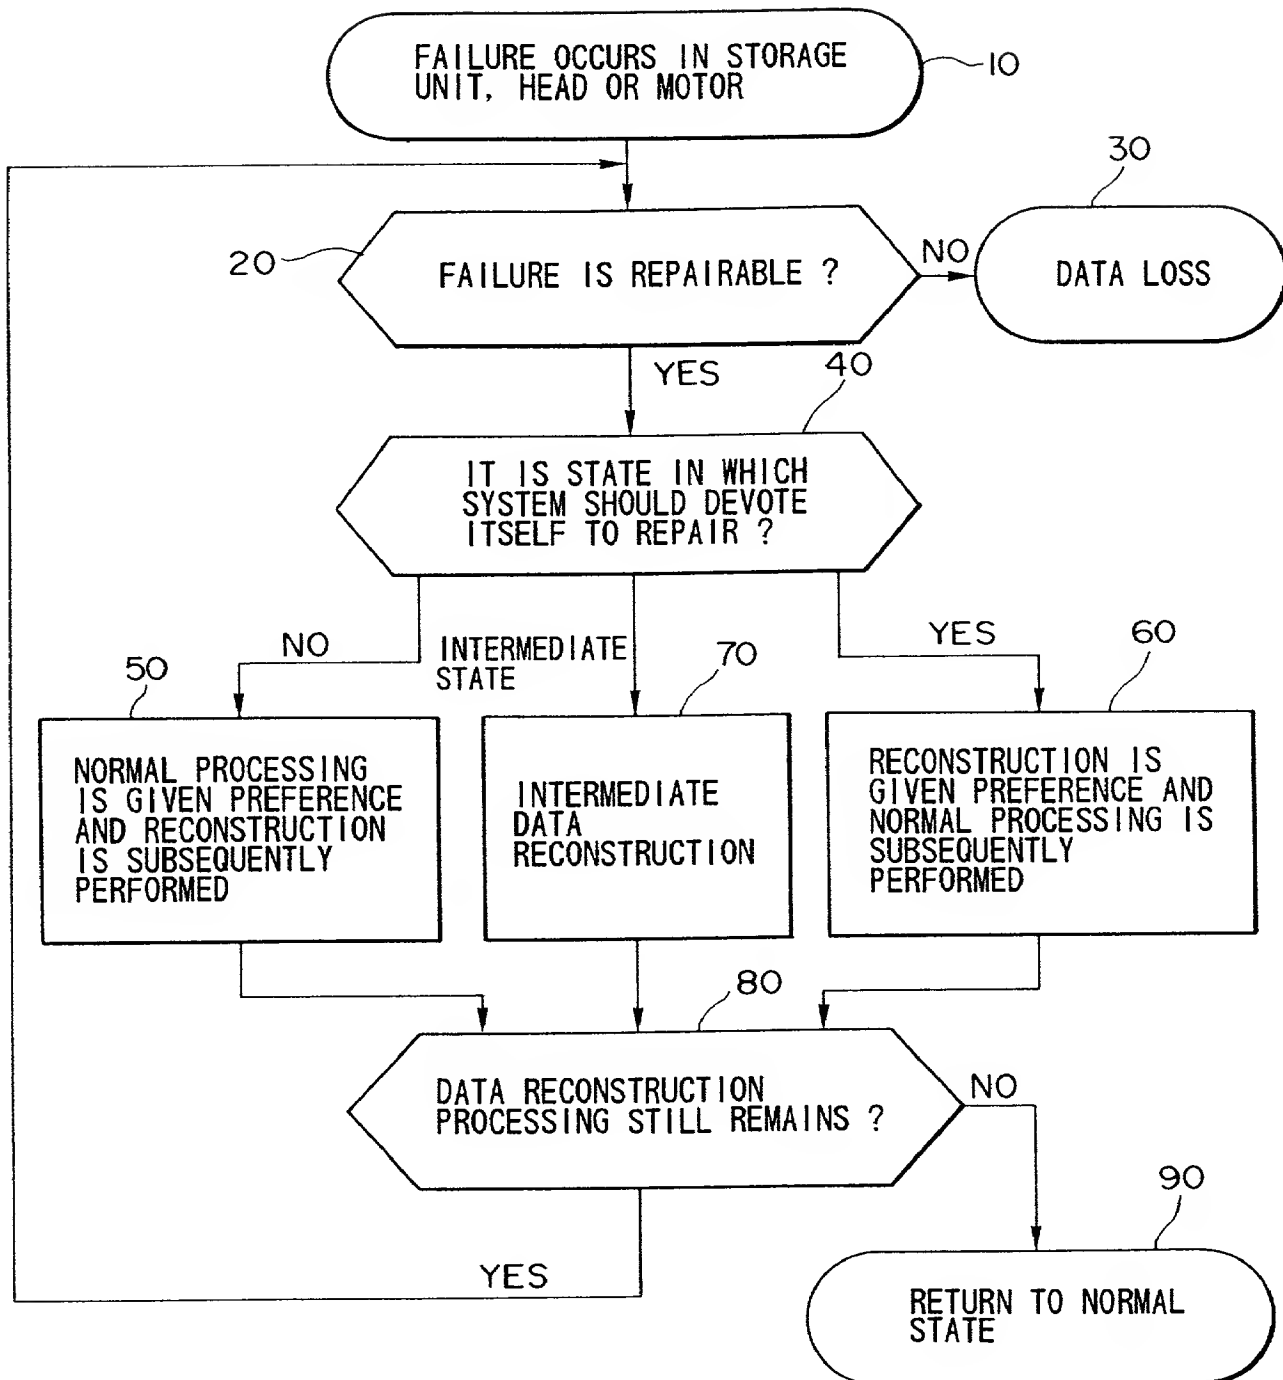 FAILURE OCCURS IN STORAGE
UNIT, HEAD OR MOTOR
10
30
20
FAILURE IS REPAIRABLE ?
NO
DATA LOSS
YES
40
IT IS STATE IN WHICH
SYSTEM SHOULD DEVOTE
ITSELF TO REPAIR ?
NO
INTERMEDIATE
STATE
YES
50
70
60
NORMAL PROCESSING
IS GIVEN PREFERENCE
AND RECONSTRUCTION
IS SUBSEQUENTLY
PERFORMED
INTERMEDIATE
DATA
RECONSTRUCTION
RECONSTRUCTION IS
GIVEN PREFERENCE AND
NORMAL PROCESSING IS
SUBSEQUENTLY
PERFORMED
80
DATA RECONSTRUCTION
PROCESSING STILL REMAINS ?
NO
YES
90
RETURN TO NORMAL
STATE